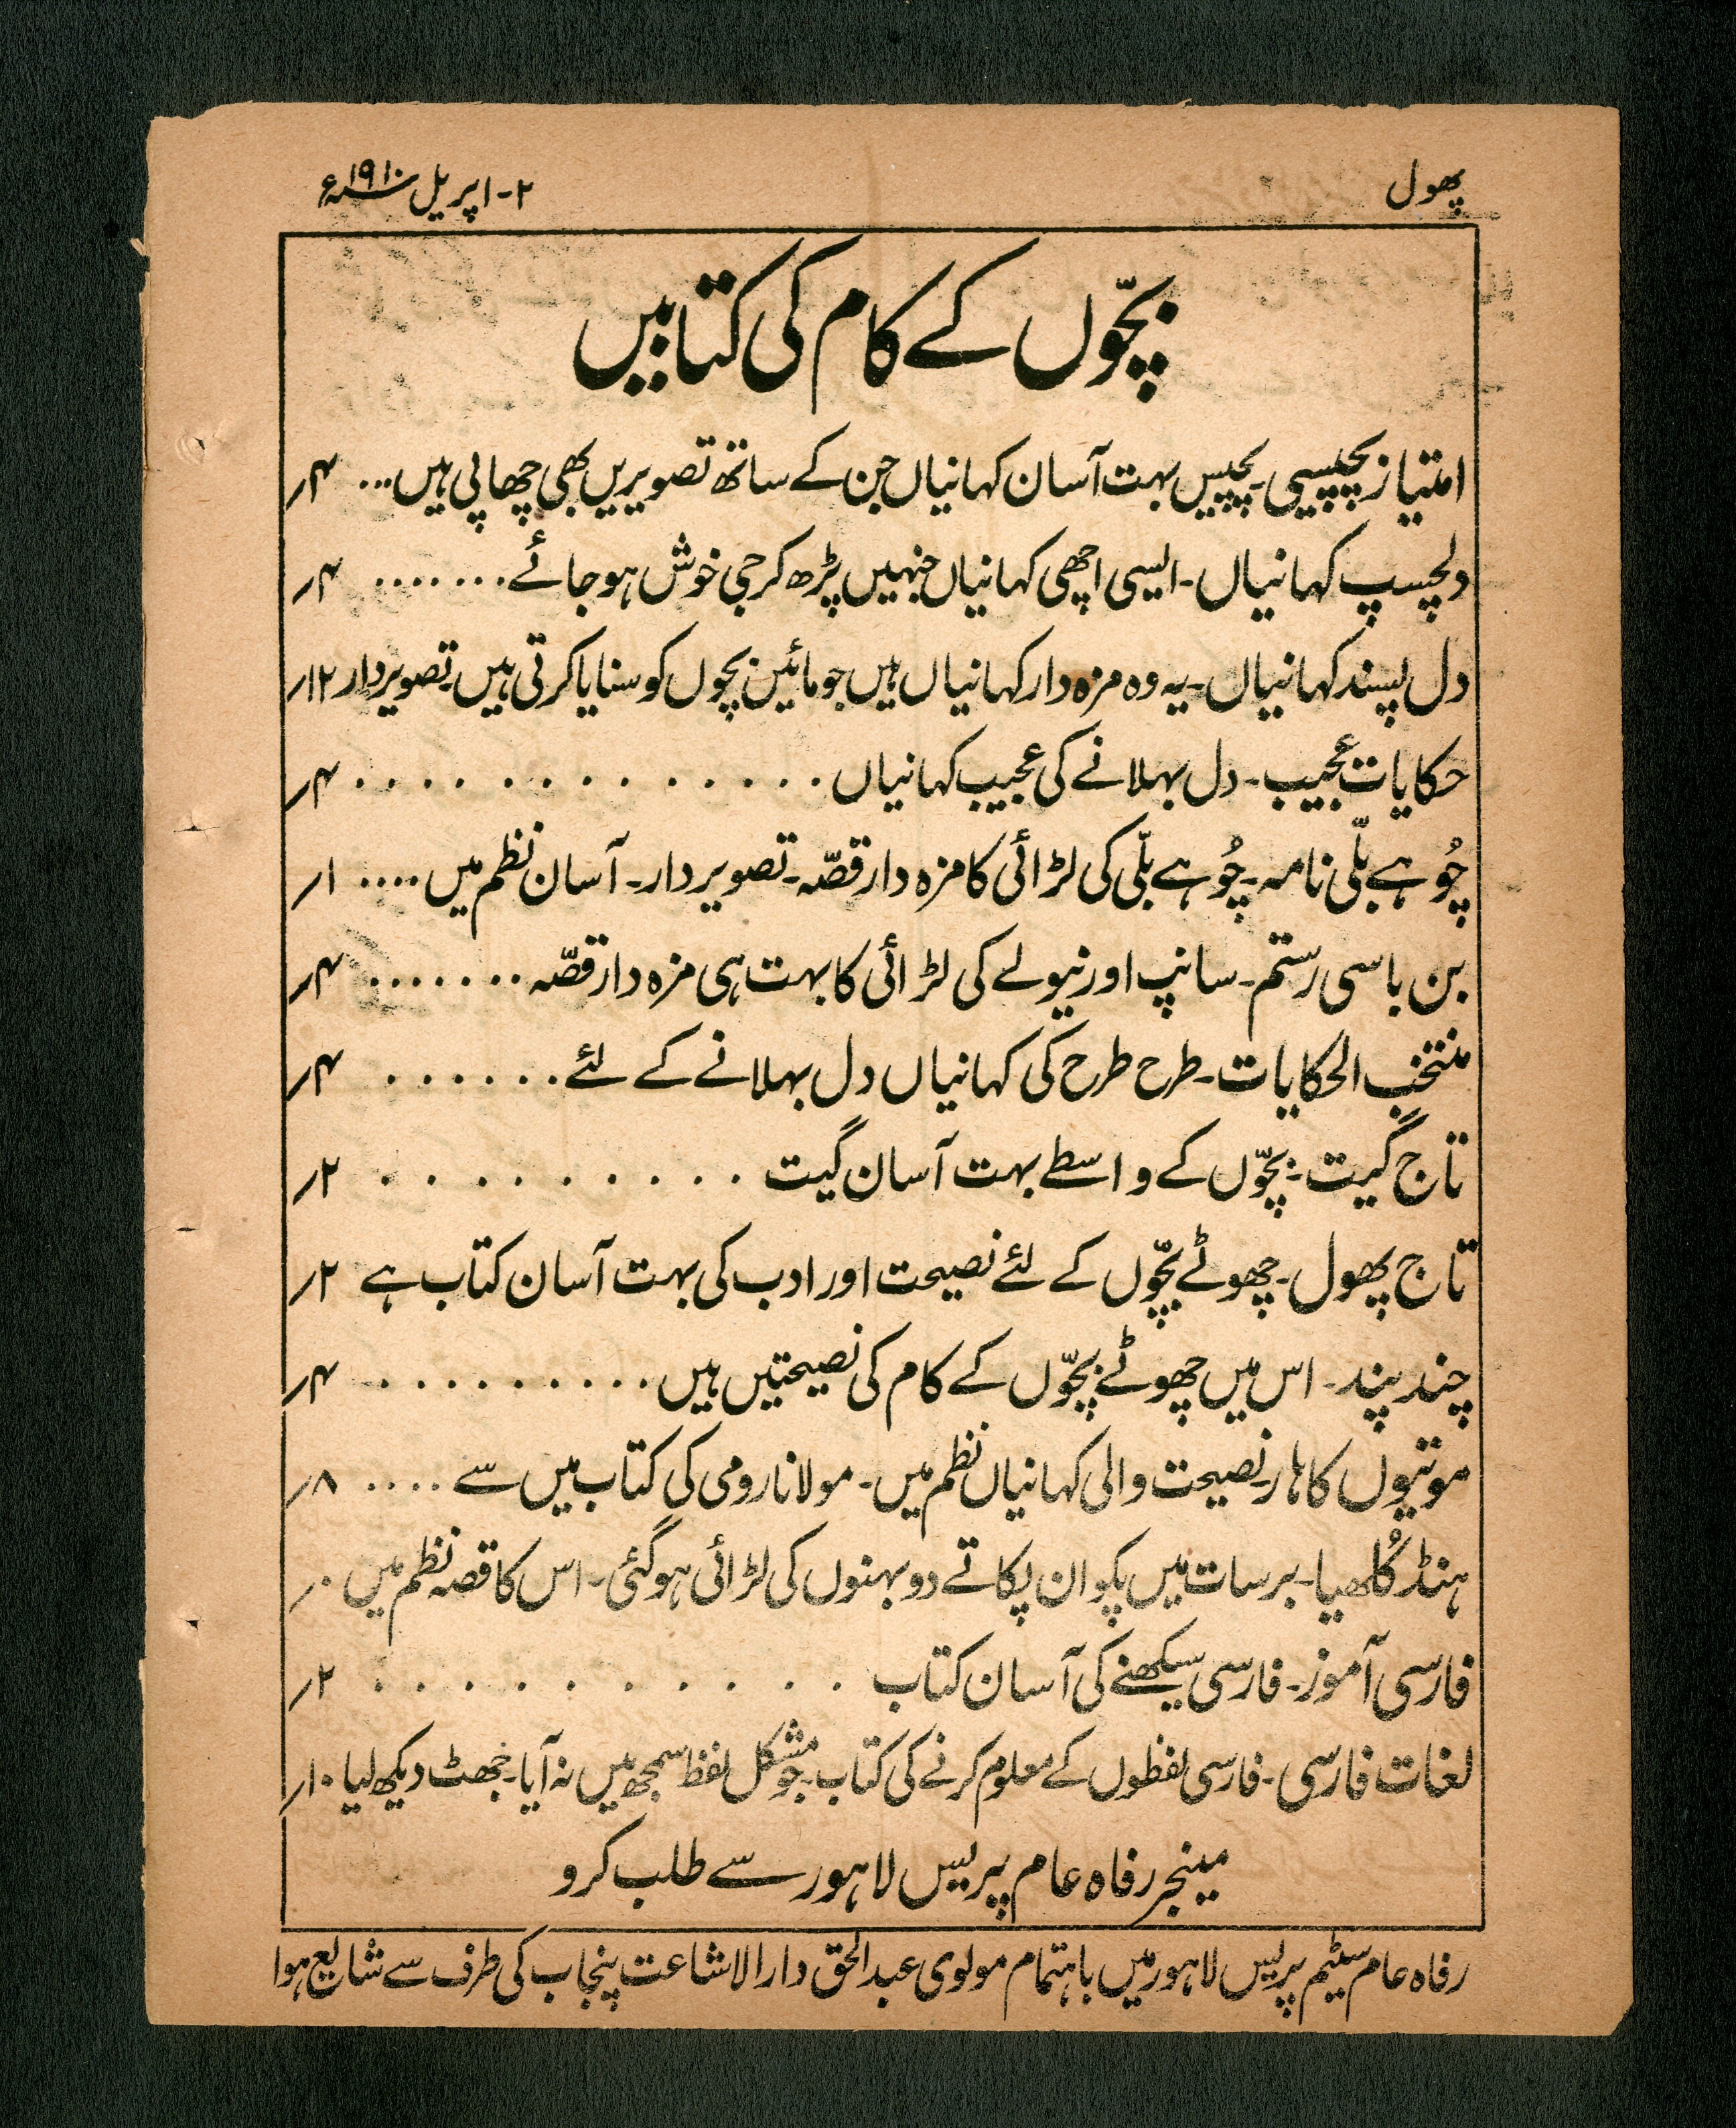 پھول
۲-اپریل ۱۹۱۰ء
بچّوں کے کام کی کتابیں
امتیاز پچیسی۔ پچیس بہت آسان کہانیاں جن کے ساتھ تصویریں بھی چھاپی ہیں ... ۴ر
دلچسپ کہانیاں۔ ایسی اچھی کہانیاں جنہیں پڑھ کر جی خوش ہو جائے ....... ۴ر
دل پسند کہانیاں۔ یہ وہ مزہ دار کہانیاں ہیں جو مائیں بچوں کو سنایا کرتی ہیں۔ تصویردار ۱۲ر
حکایات عجیب۔ دل بہلانے کی عجیب کہانیاں .............. ۴ر
چُوہے بلّی نامہ۔ چُوہے بلّی کی لڑائی کا مزہ دار قصّہ۔ تصویر دار۔ آسان نظم میں .... ۱ر
بن باسی رستم۔ سانپ اور نیولے کی لڑائی کا بہت ہی مزہ دار قصّہ ....... ۴ر
منتخب الحکایات۔ طرح طرح کی کہانیاں دل بہلانے کے لئے ...... ۴ر
تاج گیت۔ بچّوں کے واسطے بہت آسان گیت ......... ۲ر
تاج پھول۔ چھوٹے بچّوں کے لئے نصیحت اور ادب کی بہت آسان کتاب ہے ۲ر
چند پند۔ اس میں چھوٹے بچّوں کے کام کی نصیحتیں ہیں .......... ۴ر
موتیوں کا ہار۔ نصیحت والی کہانیاں نظم میں۔ مولانا رومی کی کتاب میں سے .... ۸ر
ہنڈ کُلھیا۔ برسات میں پکوان پکاتے دو بہنوں کی لڑائی ہو گئی۔ اس کا قصہ نظم میں
فارسی آموز۔ فارسی سیکھنے کی آسان کتاب .......... ۲ر
لغات فارسی۔ فارسی لفظوں کے معلوم کرنے کی کتاب۔ جو مشکل لفظ سمجھ میں نہ آیا۔ جھٹ دیکھ لیا ۱۰ر
مینجر رفاہ عام پریس لاہور سے طلب کرو
رفاہ عام سٹیم پریس لاہور میں باہتمام مولوی عبدالحق دارالاشاعت پنجاب کی طرف سے شایع ہوا